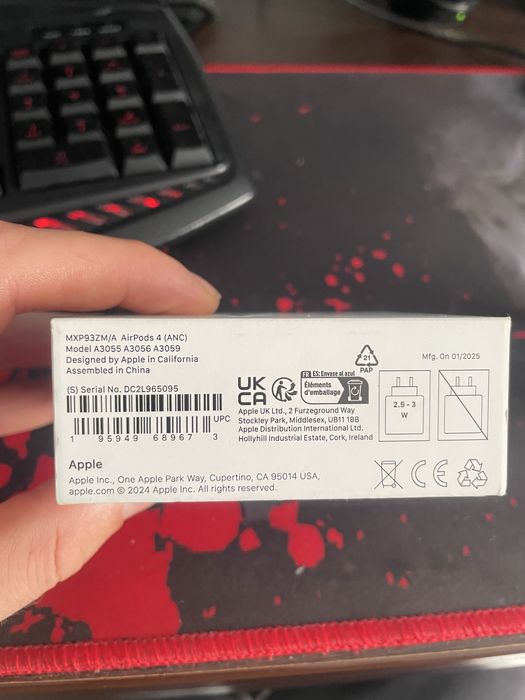 MXP93ZM/A AirPods 4 (ANC)
Model A3055 A3056 A3059
Designed by Apple in California
Assembled in China
(S) Serial No. DC2L965095
UPC
1 95949 68967 3
Apple
Apple Inc., One Apple Park Way, Cupertino, CA 95014 USA,
apple.com © 2024 Apple Inc. All rights reserved.
UK
CA
FR ES: Envase al azul
Éléments
d'emballage
Apple UK Ltd., 2 Furzeground Way
Stockley Park, Middlesex, UB11 1BB
Apple Distribution International Ltd.
Hollyhill Industrial Estate, Cork, Ireland
21
PAP
Mfg. On 01/2025
2.5 - 3
W
CE